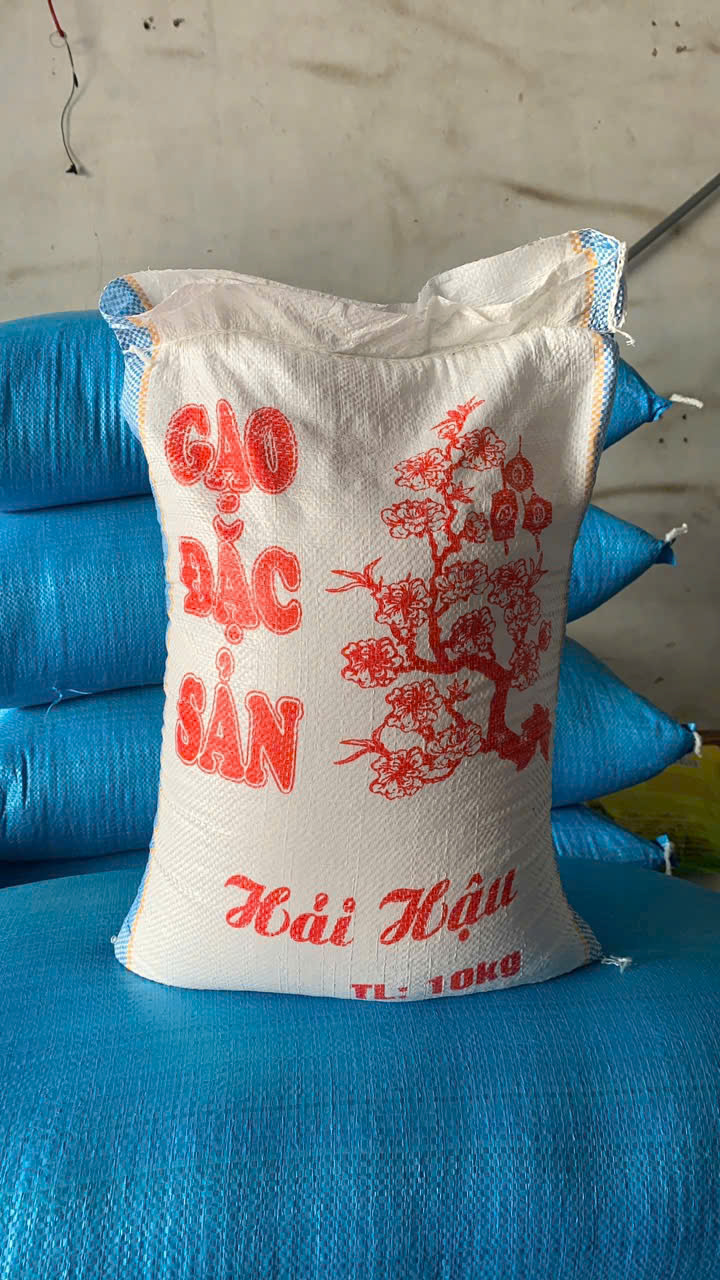 GẠO
ĐẶC
SẢN
Hải Hậu
TL: 10KG